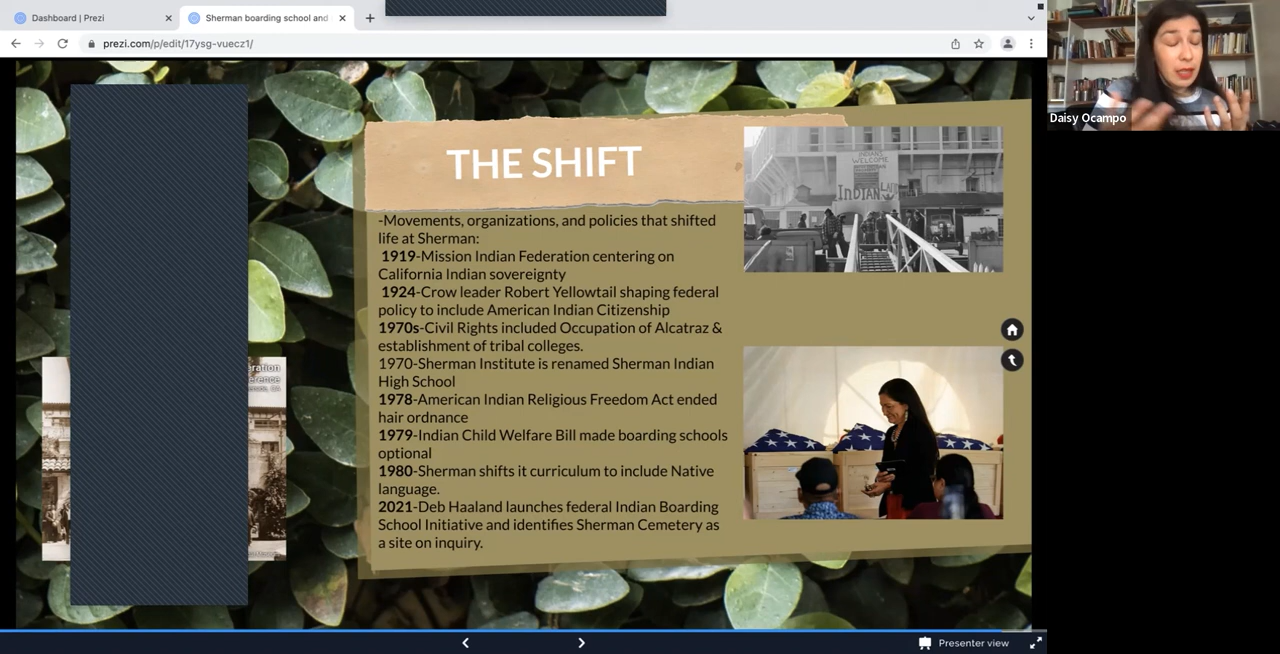 Dashboard | Prezi
Sherman boarding school and
prezi.com/p/edit/17ysg-vuecz1/
Daisy Ocampo
THE SHIFT
-Movements, organizations, and policies that shifted
life at Sherman:
1919-Mission Indian Federation centering on
California Indian sovereignty
1924-Crow leader Robert Yellowtail shaping federal
policy to include American Indian Citizenship
1970s-Civil Rights included Occupation of Alcatraz &
establishment of tribal colleges.
1970-Sherman Institute is renamed Sherman Indian
High School
1978-American Indian Religious Freedom Act ended
hair ordnance
1979-Indian Child Welfare Bill made boarding schools
optional
1980-Sherman shifts it curriculum to include Native
language.
2021-Deb Haaland launches federal Indian Boarding
School Initiative and identifies Sherman Cemetery as
a site on inquiry.
INDIANS
WELCOME
INDIAN LAND
Presenter view